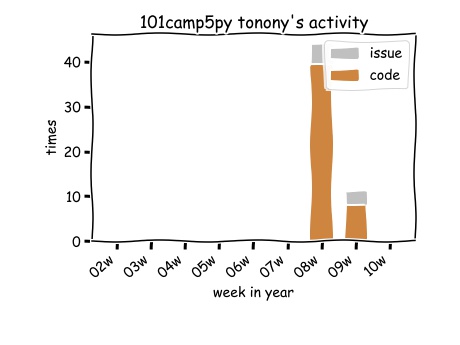 101camp5py tonony's activity
issue
code
40
30
20
10
0
times
02w 03w 04w 05w 06w 07w 08w 09w 10w
week in year